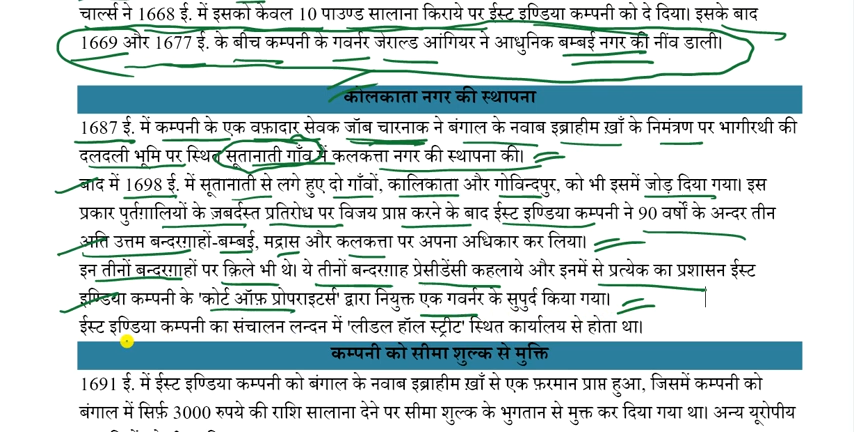 चार्ल्स ने 1668 ई. में इसको केवल 10 पाउण्ड सालाना किराये पर ईस्ट इण्डिया कम्पनी को दे दिया। इसके बाद
1669 और 1677 ई. के बीच कम्पनी के गवर्नर जेराल्ड आंगियर ने आधुनिक बम्बई नगर की नींव डाली।
कोलकाता नगर की स्थापना
1687 ई. में कम्पनी के एक वफ़ादार सेवक जॉब चारनाक ने बंगाल के नवाब इब्राहीम ख़ाँ के निमंत्रण पर भागीरथी की
दलदली भूमि पर स्थित सूतानाती गाँव में कलकत्ता नगर की स्थापना की।
बाद में 1698 ई. में सूतानाती से लगे हुए दो गाँवों, कालिकाता और गोविन्दपुर, को भी इसमें जोड़ दिया गया। इस
प्रकार पुर्तग़ालियों के ज़बर्दस्त प्रतिरोध पर विजय प्राप्त करने के बाद ईस्ट इण्डिया कम्पनी ने 90 वर्षों के अन्दर तीन
अति उत्तम बन्दरग़ाहों-बम्बई, मद्रास और कलकत्ता पर अपना अधिकार कर लिया।
इन तीनों बन्दरग़ाहों पर क़िले भी थे। ये तीनों बन्दरगाह प्रेसीडेंसी कहलाये और इनमें से प्रत्येक का प्रशासन ईस्ट
इण्डिया कम्पनी के 'कोर्ट ऑफ़ प्रोपराइटर्स' द्वारा नियुक्त एक गवर्नर के सुपुर्द किया गया।
ईस्ट इण्डिया कम्पनी का संचालन लन्दन में 'लीडल हॉल स्ट्रीट' स्थित कार्यालय से होता था।
कम्पनी को सीमा शुल्क से मुक्ति
1691 ई. में ईस्ट इण्डिया कम्पनी को बंगाल के नवाब इब्राहीम ख़ाँ से एक फ़रमान प्राप्त हुआ, जिसमें कम्पनी को
बंगाल में सिर्फ़ 3000 रुपये की राशि सालाना देने पर सीमा शुल्क के भुगतान से मुक्त कर दिया गया था। अन्य यूरोपीय